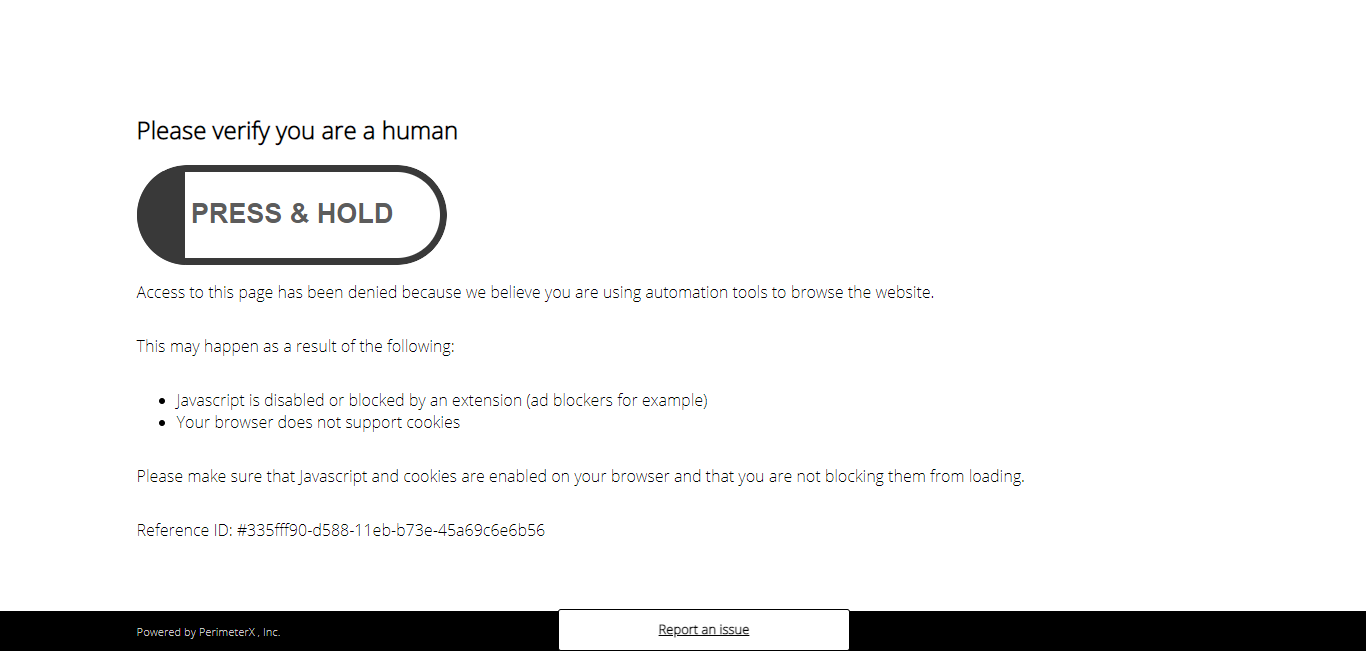 Please verify you are a human
PRESS & HOLD
Access to this page has been denied because we believe you are using automation tools to browse the website.
This may happen as a result of the following:
Javascript is disabled or blocked by an extension (ad blockers for example)
Your browser does not support cookies
Please make sure that Javascript and cookies are enabled on your browser and that you are not blocking them from loading.
Reference ID: #335fff90-d588-11eb-b73e-45a69c6e6b56
Powered by PerimeterX , Inc.
Report an issue